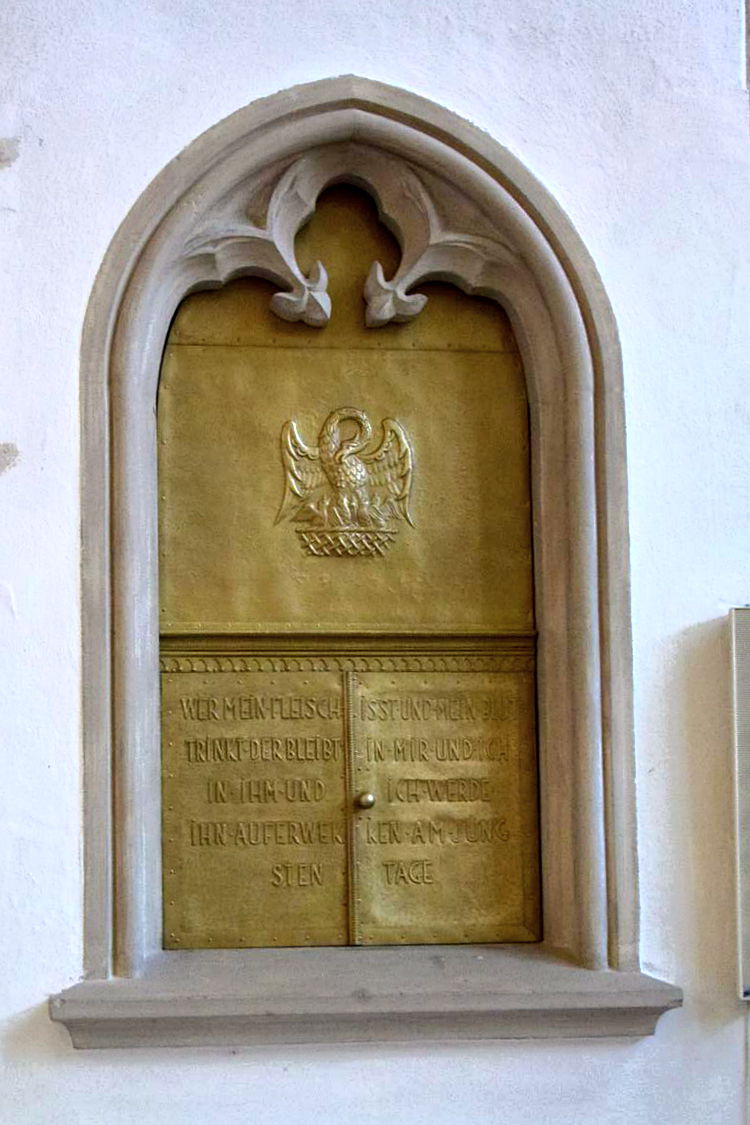 WER MEIN·FLEISCH·ISST·UND·MEIN·BLUT
TRINKT·DER·BLEIBT·IN·MIR·UND·ICH
IN·IHM·UND ICH·WERDE
IHN·AUFERWEKKEN·AM·JUNG
STEN TAGE